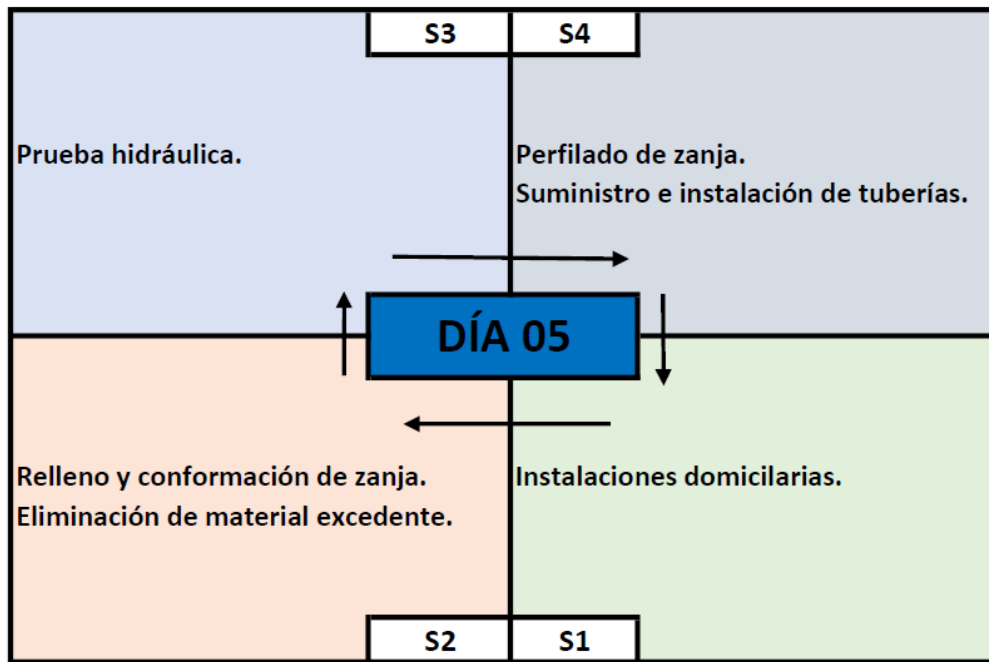 S3 S4
Prueba hidráulica.
Perfilado de zanja.
Suministro e instalación de tuberías.
DÍA 05
Relleno y conformación de zanja.
Eliminación de material excedente.
Instalaciones domicilarias.
S2 S1